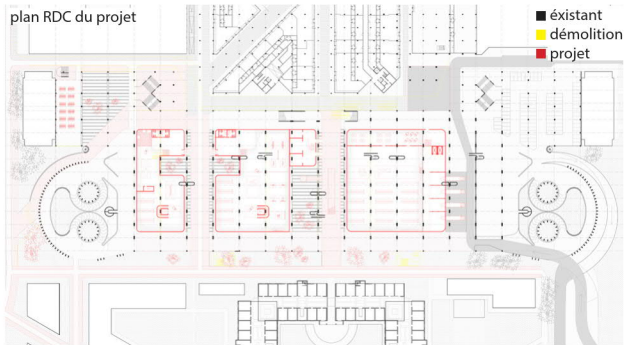 plan RDC du projet
éxistant
démolition
projet